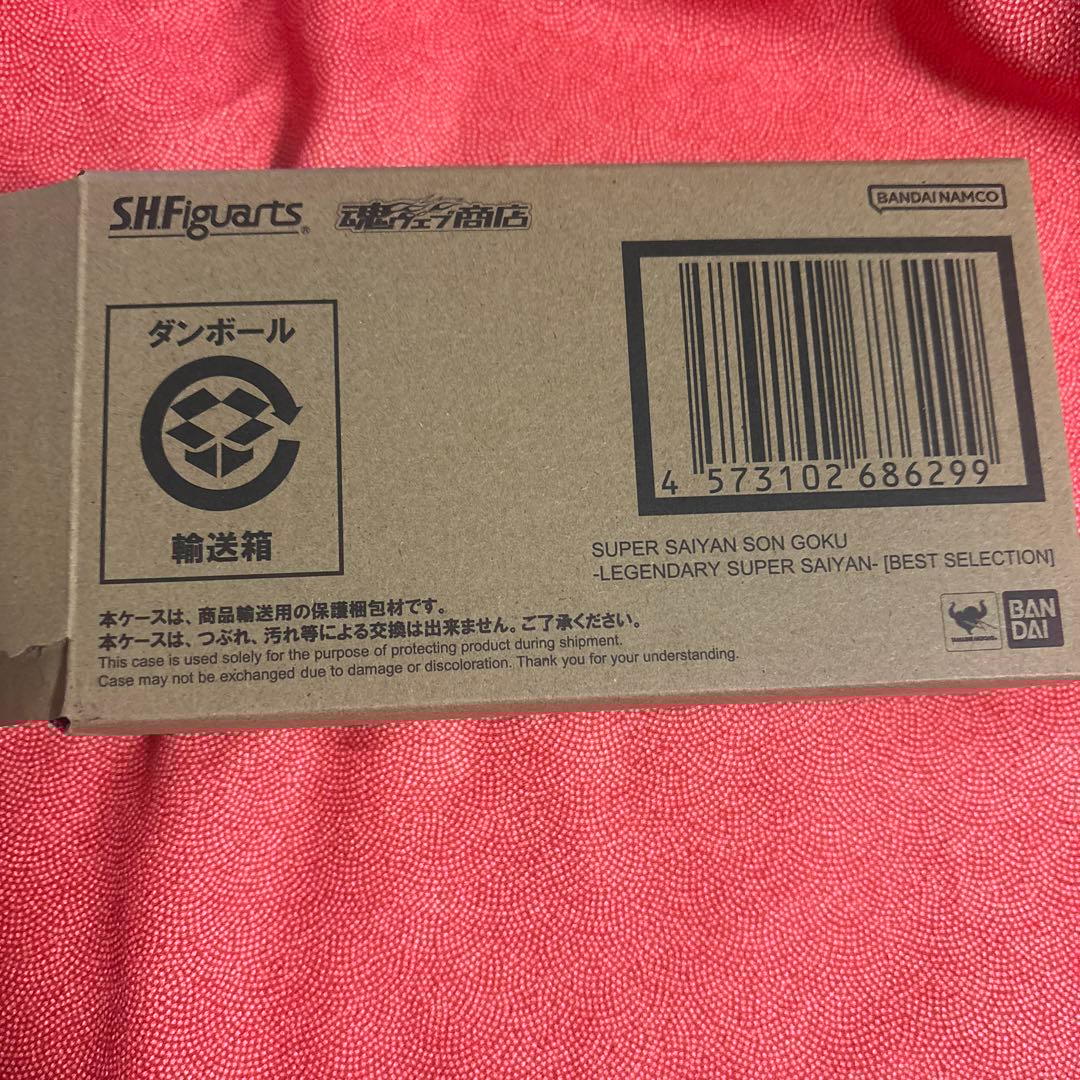 S.H.Figuarts
魂ウェブ商店
BANDAI NAMCO
ダンボール
輸送箱
4 573102 686299
SUPER SAIYAN SON GOKU
-LEGENDARY SUPER SAIYAN- [BEST SELECTION]
本ケースは、商品輸送用の保護梱包材です。
本ケースは、つぶれ、汚れ等による交換は出来ません。ご了承ください。
This case is used solely for the purpose of protecting product during shipment.
Case may not be exchanged due to damage or discoloration. Thank you for your understanding.
BAN
DAI